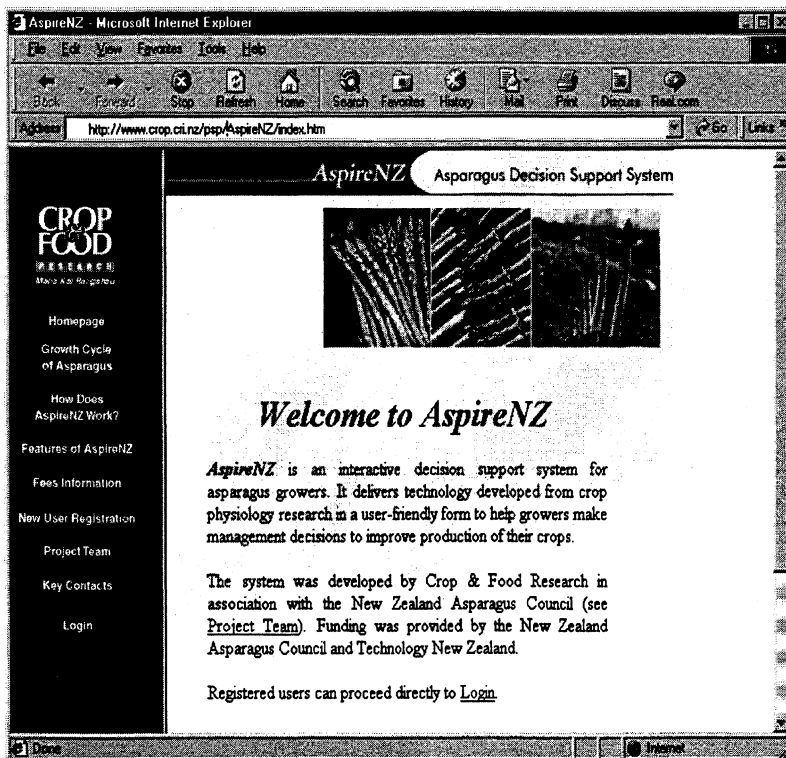 AspireNZ - Microsoft Internet Explorer
File Edit View Favorites Tools Help
Back Forward Stop Refresh Home Search Favorites History Mail Print Discuss Real.com
Address http://www.crop.cri.nz/psp/AspireNZ/index.htm Go Links
AspireNZ Asparagus Decision Support System
CROP
FOOD
RESEARCH
Homepage
Growth Cycle
of Asparagus
How Does
AspireNZ Work?
Features of AspireNZ
Fees Information
New User Registration
Project Team
Key Contacts
Login
Welcome to AspireNZ
AspireNZ is an interactive decision support system for
asparagus growers. It delivers technology developed from crop
physiology research in a user-friendly form to help growers make
management decisions to improve production of their crops.
The system was developed by Crop & Food Research in
association with the New Zealand Asparagus Council (see
Project Team). Funding was provided by the New Zealand
Asparagus Council and Technology New Zealand.
Registered users can proceed directly to Login.
Done Internet